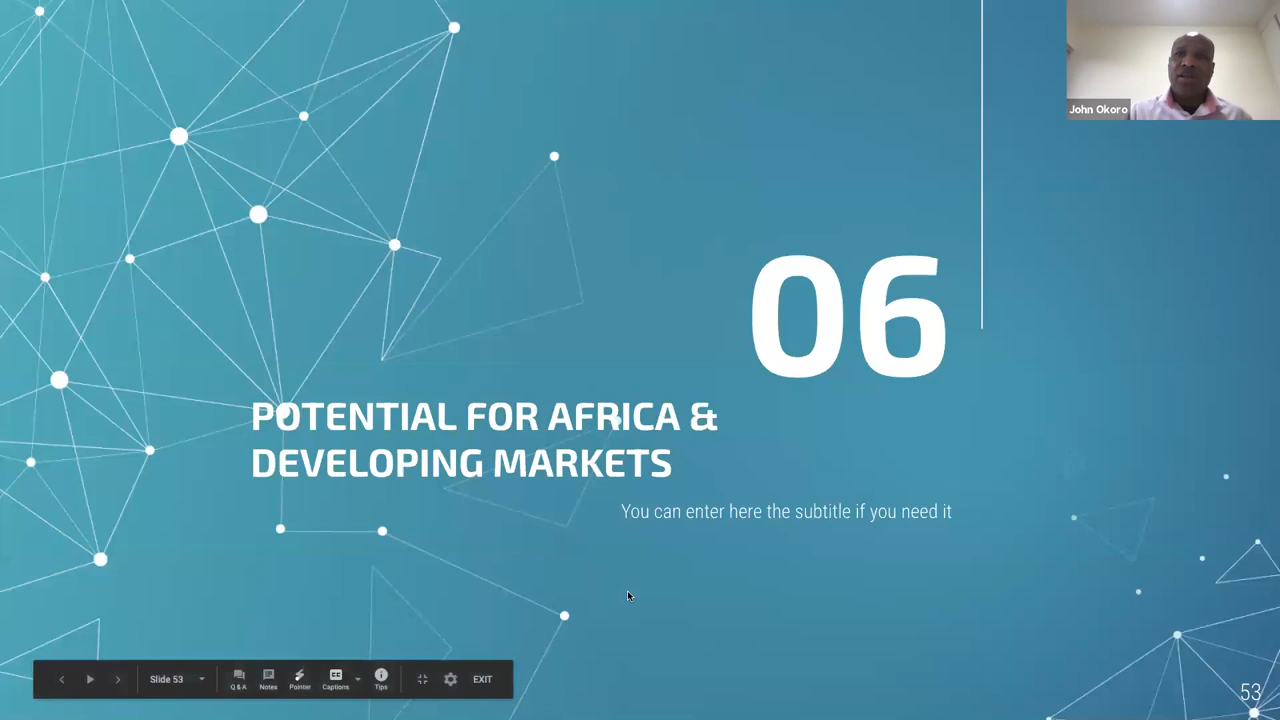 John Okoro
06
POTENTIAL FOR AFRICA &
DEVELOPING MARKETS
You can enter here the subtitle if you need it
Slide 53
Q & A
Notes
Pointer
CC
Captions
Tips
EXIT
53